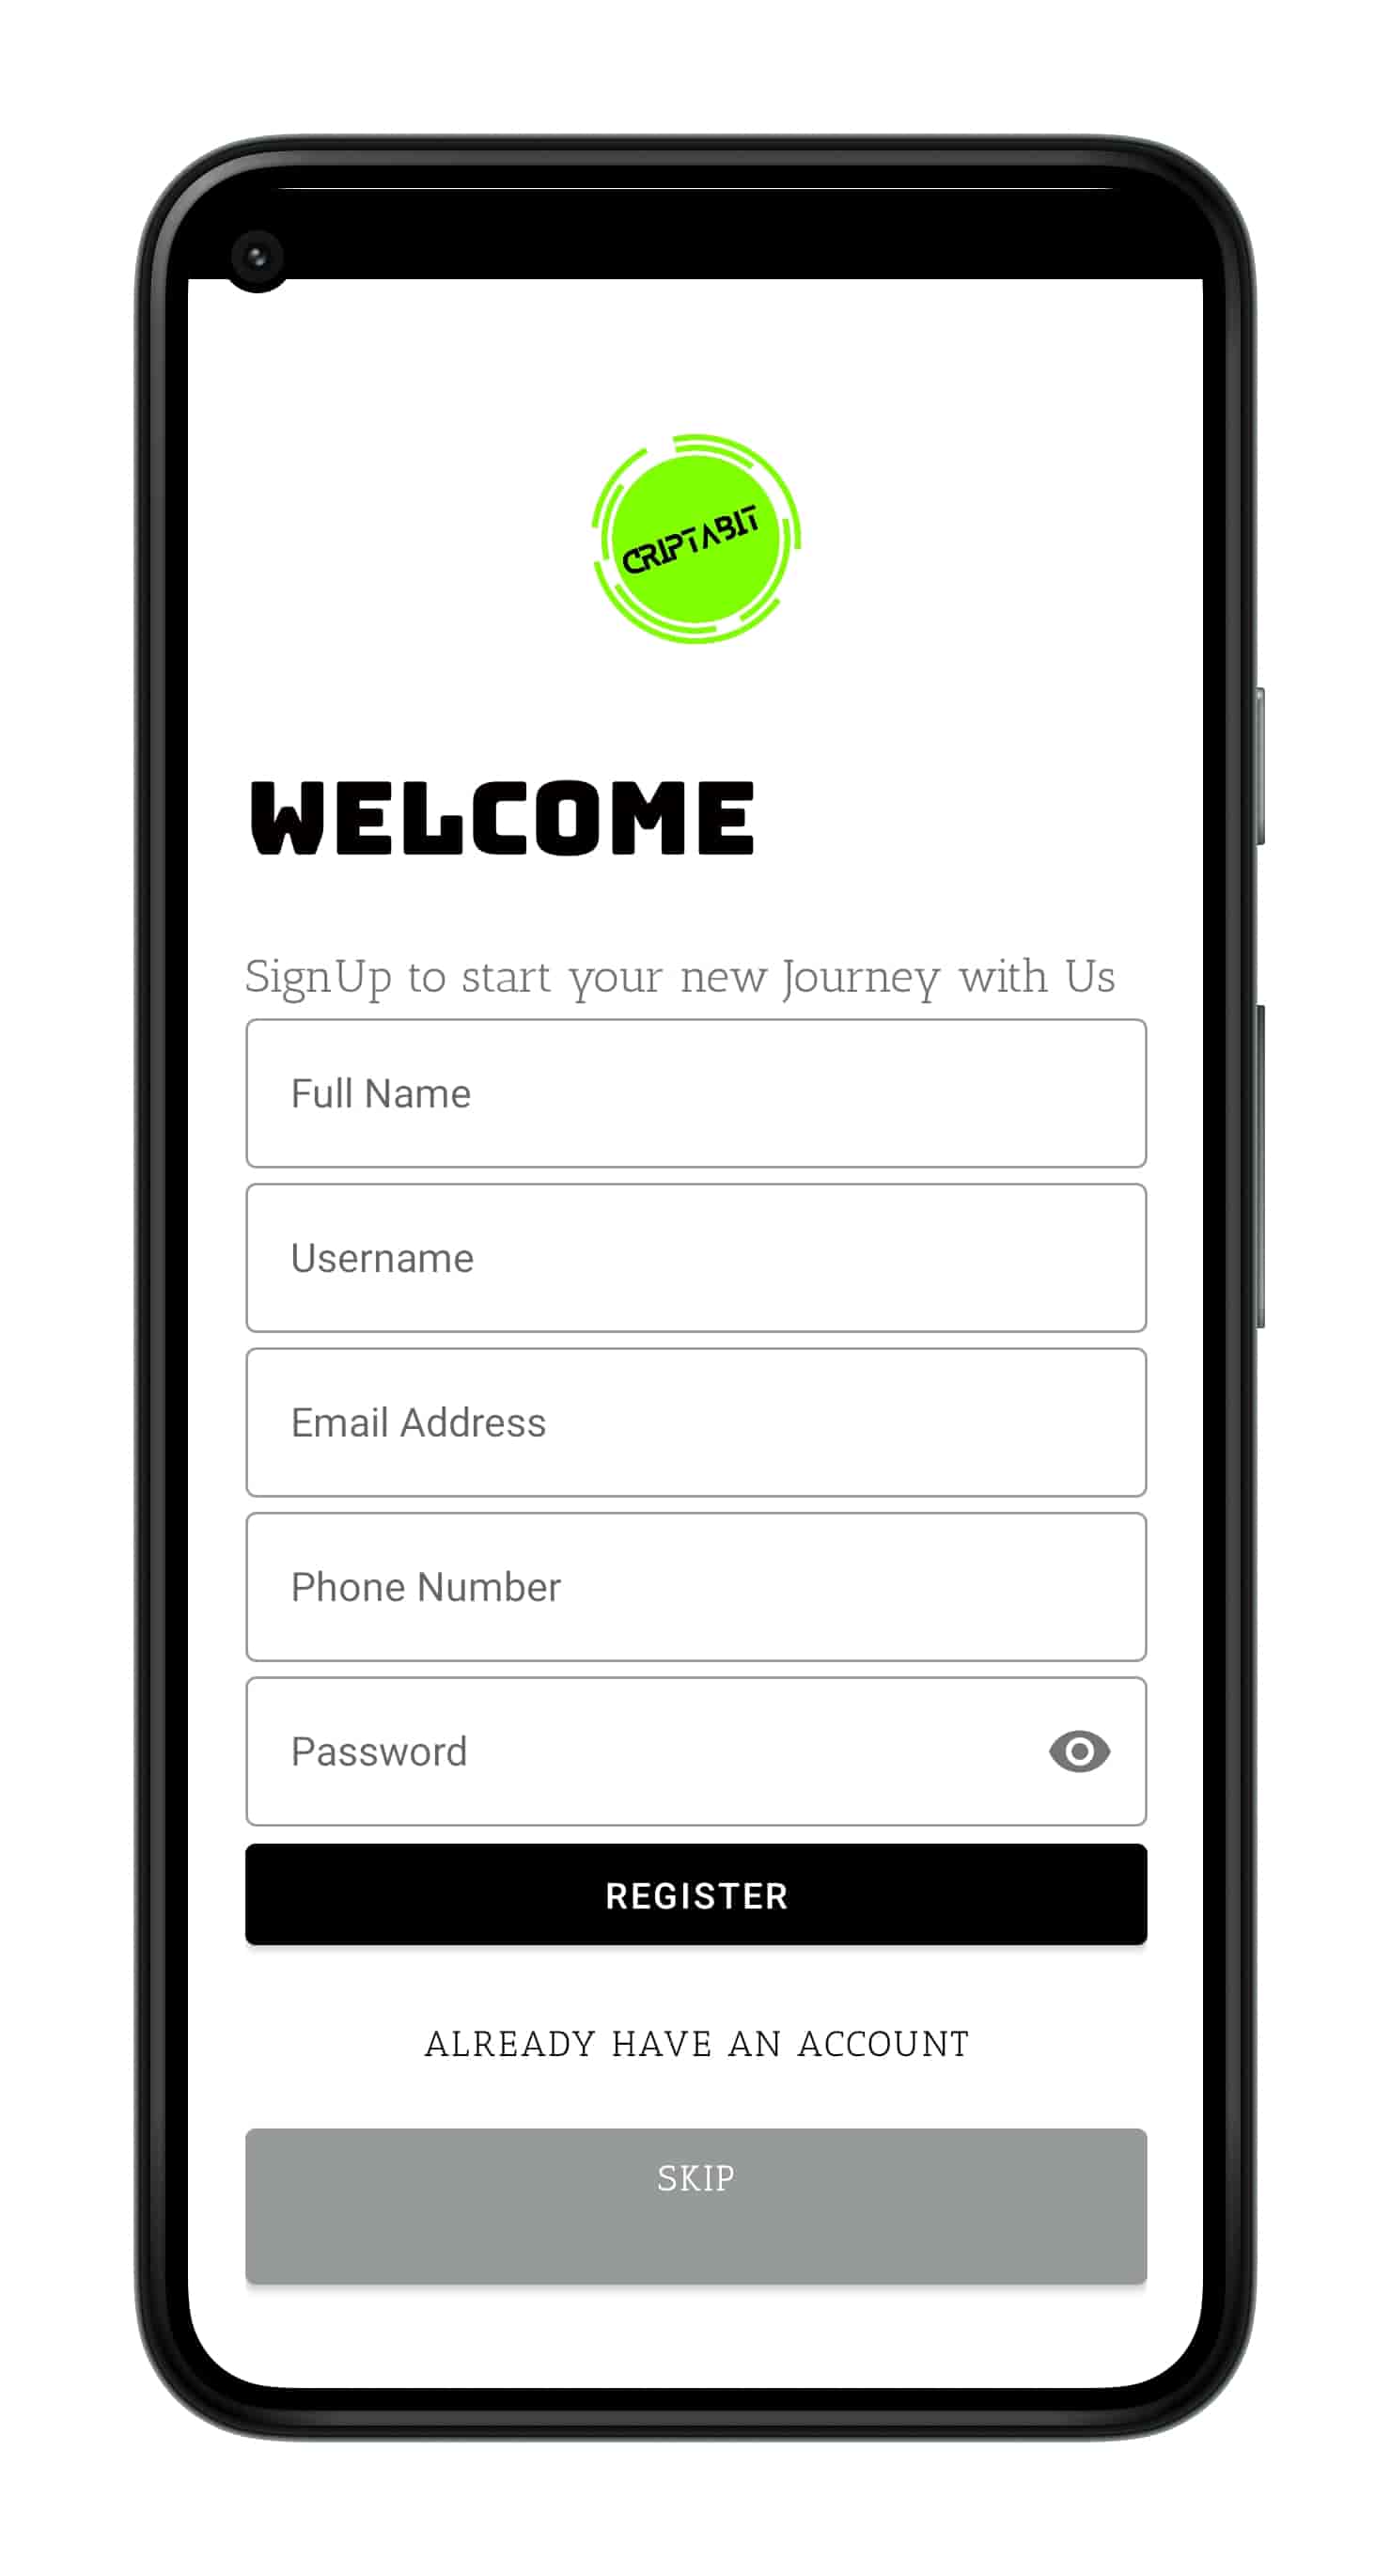 CRIPTABIT
WELCOME
SignUp to start your new Journey with Us
Full Name
Username
Email Address
Phone Number
Password
REGISTER
ALREADY HAVE AN ACCOUNT
SKIP